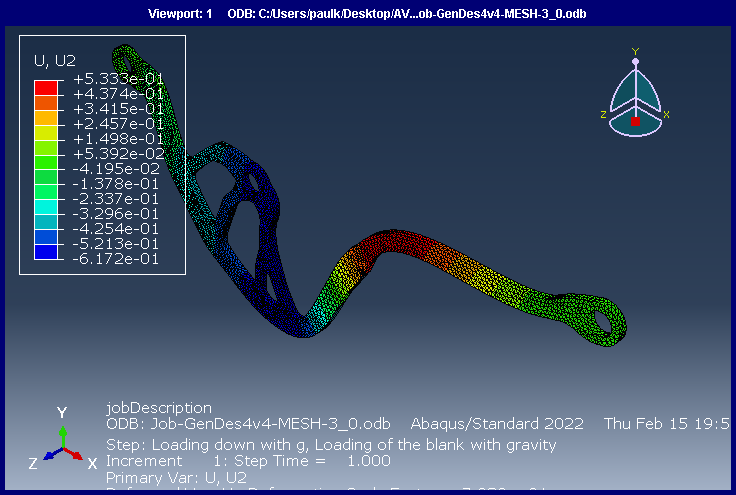 Viewport: 1    ODB: C:/Users/paulk/Desktop/AV...ob-GenDes4v4-MESH-3_0.odb
U, U2
+5.333e-01
+4.374e-01
+3.415e-01
+2.457e-01
+1.498e-01
+5.392e-02
-4.195e-02
-1.378e-01
-2.337e-01
-3.296e-01
-4.254e-01
-5.213e-01
-6.172e-01
Y
Z
X
jobDescription
ODB: Job-GenDes4v4-MESH-3_0.odb    Abaqus/Standard 2022    Thu Feb 15 19:5
Step: Loading down with g, Loading of the blank with gravity
Increment    1: Step Time =    1.000
Primary Var: U, U2
Y
Z
X